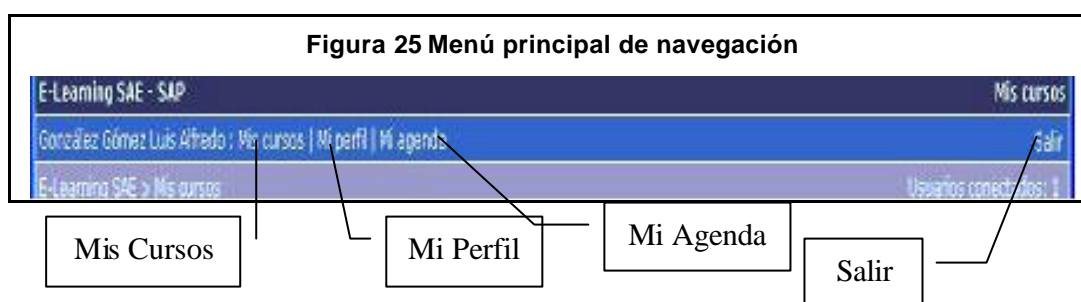 Figura 25 Menú principal de navegación
E-Learning SAE - SAP Mis cursos
González Gómez Luis Alfredo : Mis cursos | Mi perfil | Mi agenda Salir
E-Learning SAE > Mis cursos Usuarios conectados: 1
Mis Cursos Mi Perfil Mi Agenda Salir